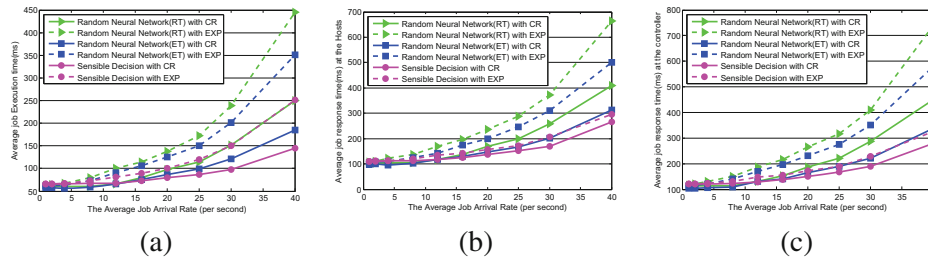 450
400
350
300
250
200
150
100
50
0 5 10 15 20 25 30 35 40
Average job Execution time(ms)
The Average Job Arrival Rate (per second)
Random Neural Network(RT) with CR
Random Neural Network(RT) with EXP
Random Neural Network(ET) with CR
Random Neural Network(ET) with EXP
Sensible Decision with CR
Sensible Decision with EXP
(a)
700
600
500
400
300
200
100
0
0 5 10 15 20 25 30 35 40
Average job response time(ms) at the Hosts
The Average Job Arrival Rate (per second)
Random Neural Network(RT) with CR
Random Neural Network(RT) with EXP
Random Neural Network(ET) with CR
Random Neural Network(ET) with EXP
Sensible Decision with CR
Sensible Decision with EXP
(b)
800
700
600
500
400
300
200
100
0 5 10 15 20 25 30 35
Average job response time(ms) at the controller
The Average Job Arrival Rate (per second)
Random Neural Network(RT) with CR
Random Neural Network(RT) with EXP
Random Neural Network(ET) with CR
Random Neural Network(ET) with EXP
Sensible Decision with CR
Sensible Decision with EXP
(c)